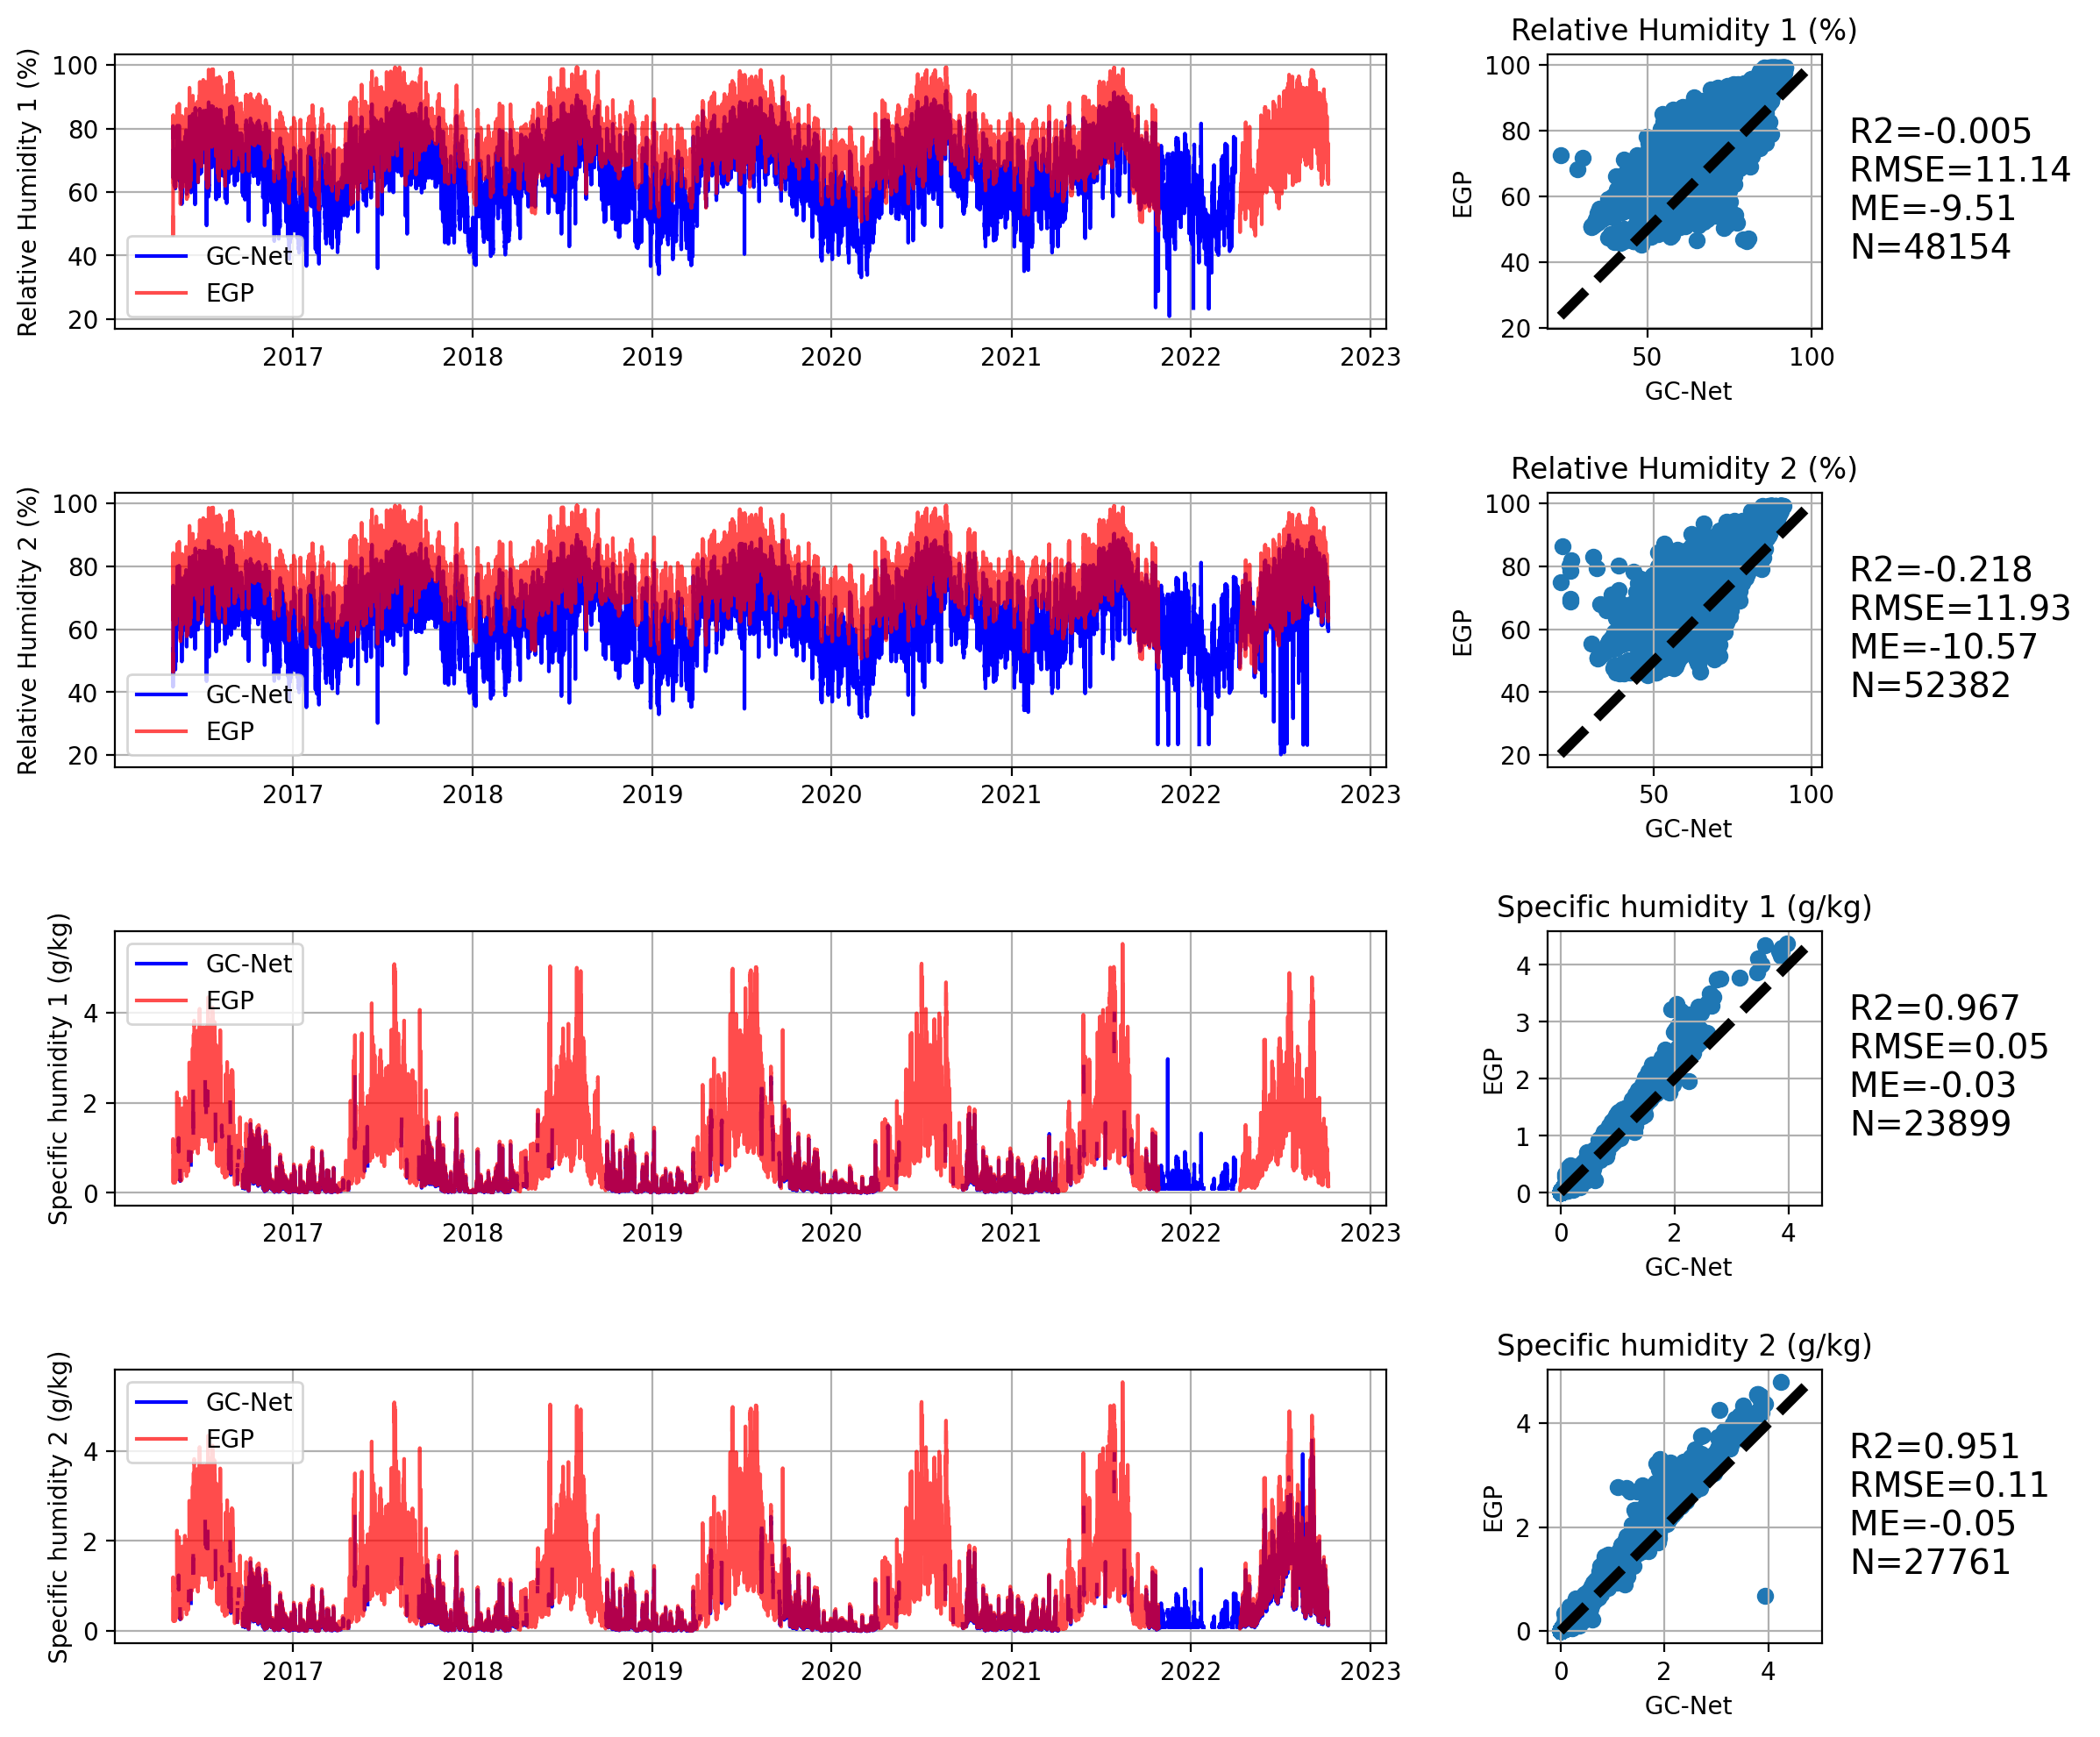 Relative Humidity 1 (%)
100
80
60
40
20
GC-Net
EGP
2017 2018 2019 2020 2021 2022 2023
Relative Humidity 1 (%)
EGP
100
80
60
40
20
50 100
GC-Net
R2=-0.005
RMSE=11.14
ME=-9.51
N=48154
Relative Humidity 2 (%)
100
80
60
40
20
GC-Net
EGP
2017 2018 2019 2020 2021 2022 2023
Relative Humidity 2 (%)
EGP
100
80
60
40
20
50 100
GC-Net
R2=-0.218
RMSE=11.93
ME=-10.57
N=52382
Specific humidity 1 (g/kg)
4
2
0
GC-Net
EGP
2017 2018 2019 2020 2021 2022 2023
Specific humidity 1 (g/kg)
EGP
4
3
2
1
0
0 2 4
GC-Net
R2=0.967
RMSE=0.05
ME=-0.03
N=23899
Specific humidity 2 (g/kg)
4
2
0
GC-Net
EGP
2017 2018 2019 2020 2021 2022 2023
Specific humidity 2 (g/kg)
EGP
4
2
0
0 2 4
GC-Net
R2=0.951
RMSE=0.11
ME=-0.05
N=27761